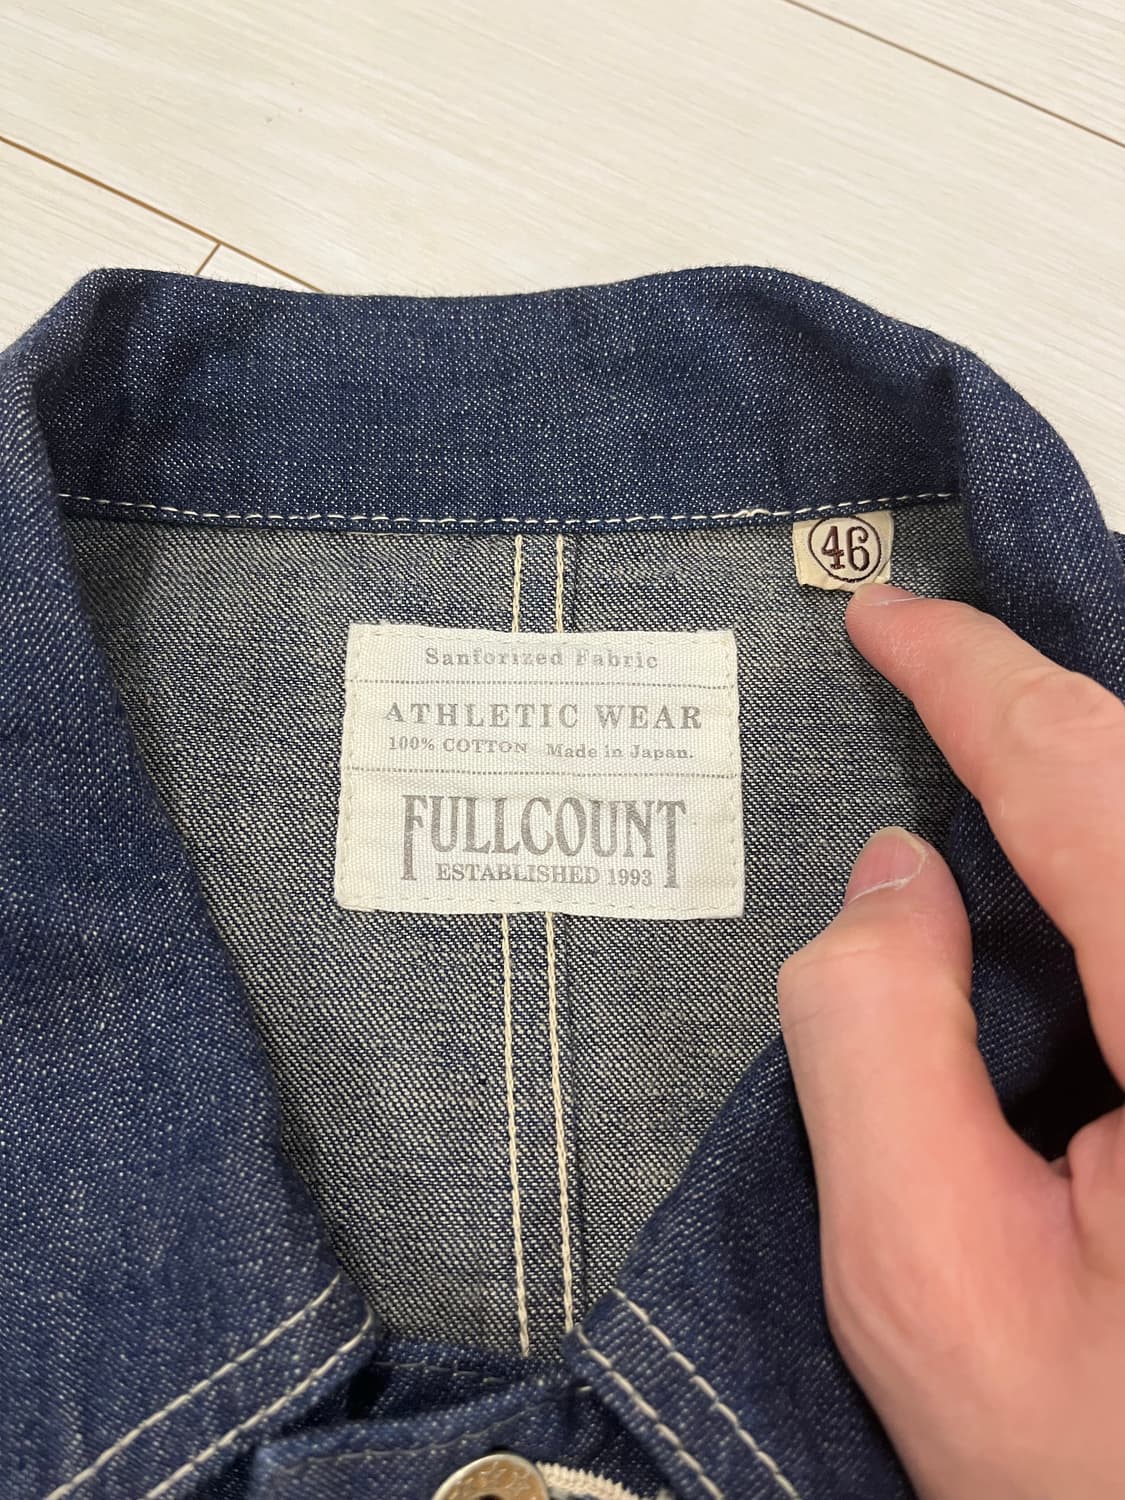 46
Sanforized Fabric
ATHLETIC WEAR
100% COTTON Made in Japan.
FULLCOUNT
ESTABLISHED 1993